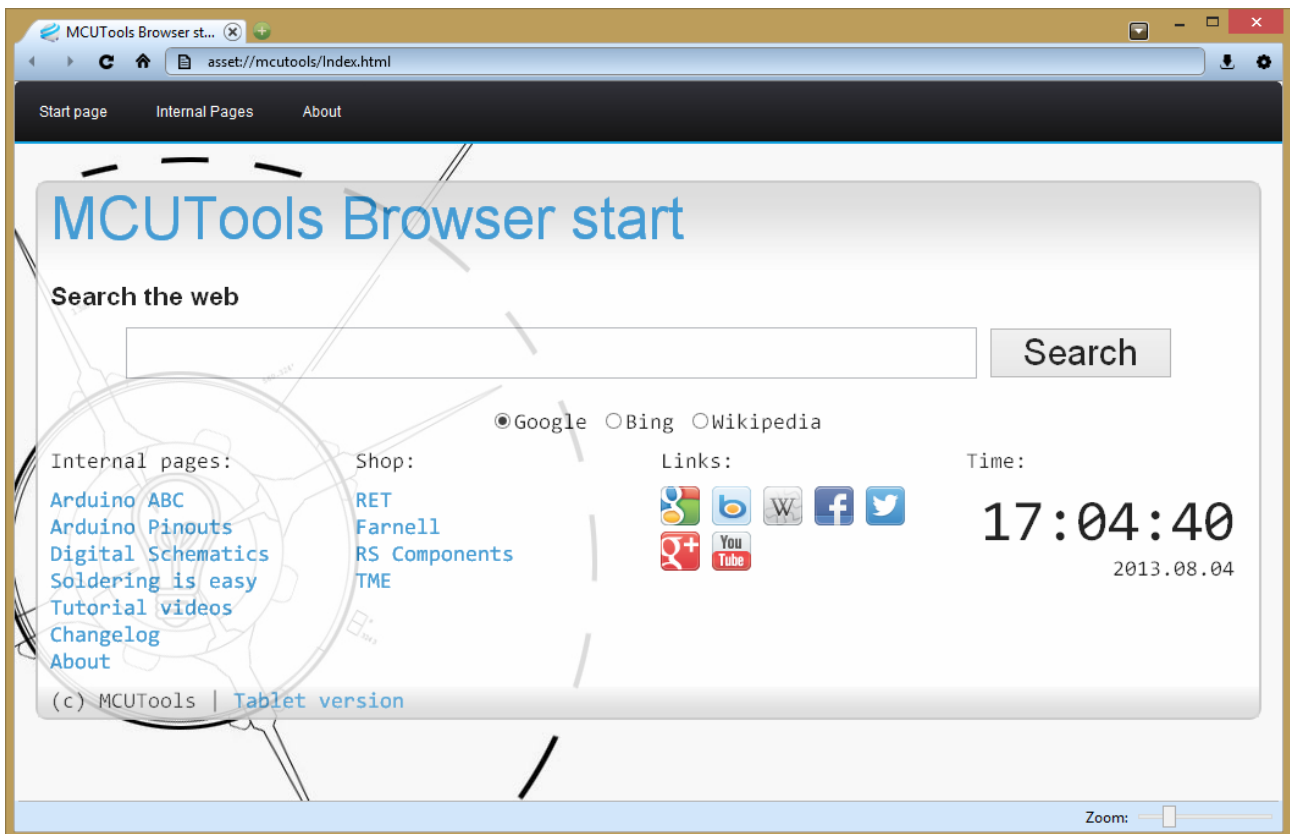 MCUTools Browser st...
asset://mcutools/Index.html
Start page Internal Pages About
MCUTools Browser start
Search the web
Search
Google Bing Wikipedia
Internal pages: Shop: Links: Time:
Arduino ABC RET
Arduino Pinouts Farnell
Digital Schematics RS Components
Soldering is easy TME
Tutorial videos
Changelog
About
W
You
Tube
17:04:40
2013.08.04
(c) MCUTools | Tablet version
Zoom: